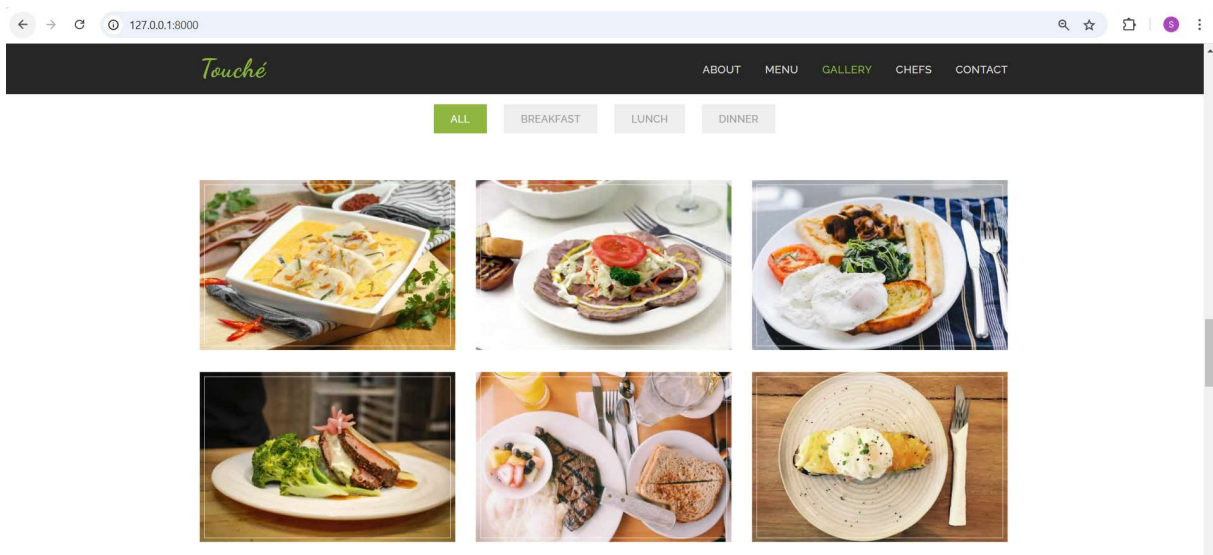 127.0.0.1:8000
S
Touché ABOUT MENU GALLERY CHEFS CONTACT
ALL BREAKFAST LUNCH DINNER